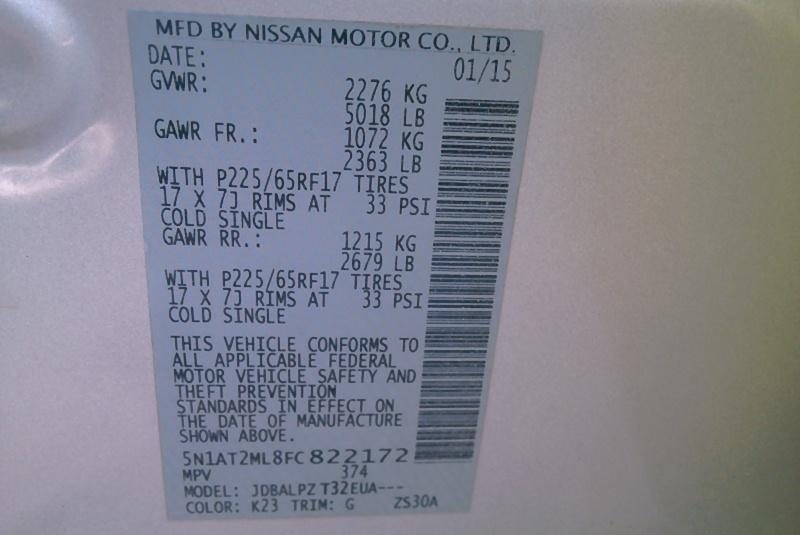 MFD BY NISSAN MOTOR CO., LTD.
DATE: 01/15
GVWR: 2276 KG
5018 LB
GAWR FR.: 1072 KG
2363 LB
WITH P225/65RF17 TIRES
17 X 7J RIMS AT 33 PSI
COLD SINGLE
GAWR RR.: 1215 KG
2679 LB
WITH P225/65RF17 TIRES
17 X 7J RIMS AT 33 PSI
COLD SINGLE
THIS VEHICLE CONFORMS TO
ALL APPLICABLE FEDERAL
MOTOR VEHICLE SAFETY AND
THEFT PREVENTION
STANDARDS IN EFFECT ON
THE DATE OF MANUFACTURE
SHOWN ABOVE.
5N1AT2ML8FC822172
MPV 374
MODEL: JDBALPZ T32EUA---
COLOR: K23 TRIM: G ZS30A